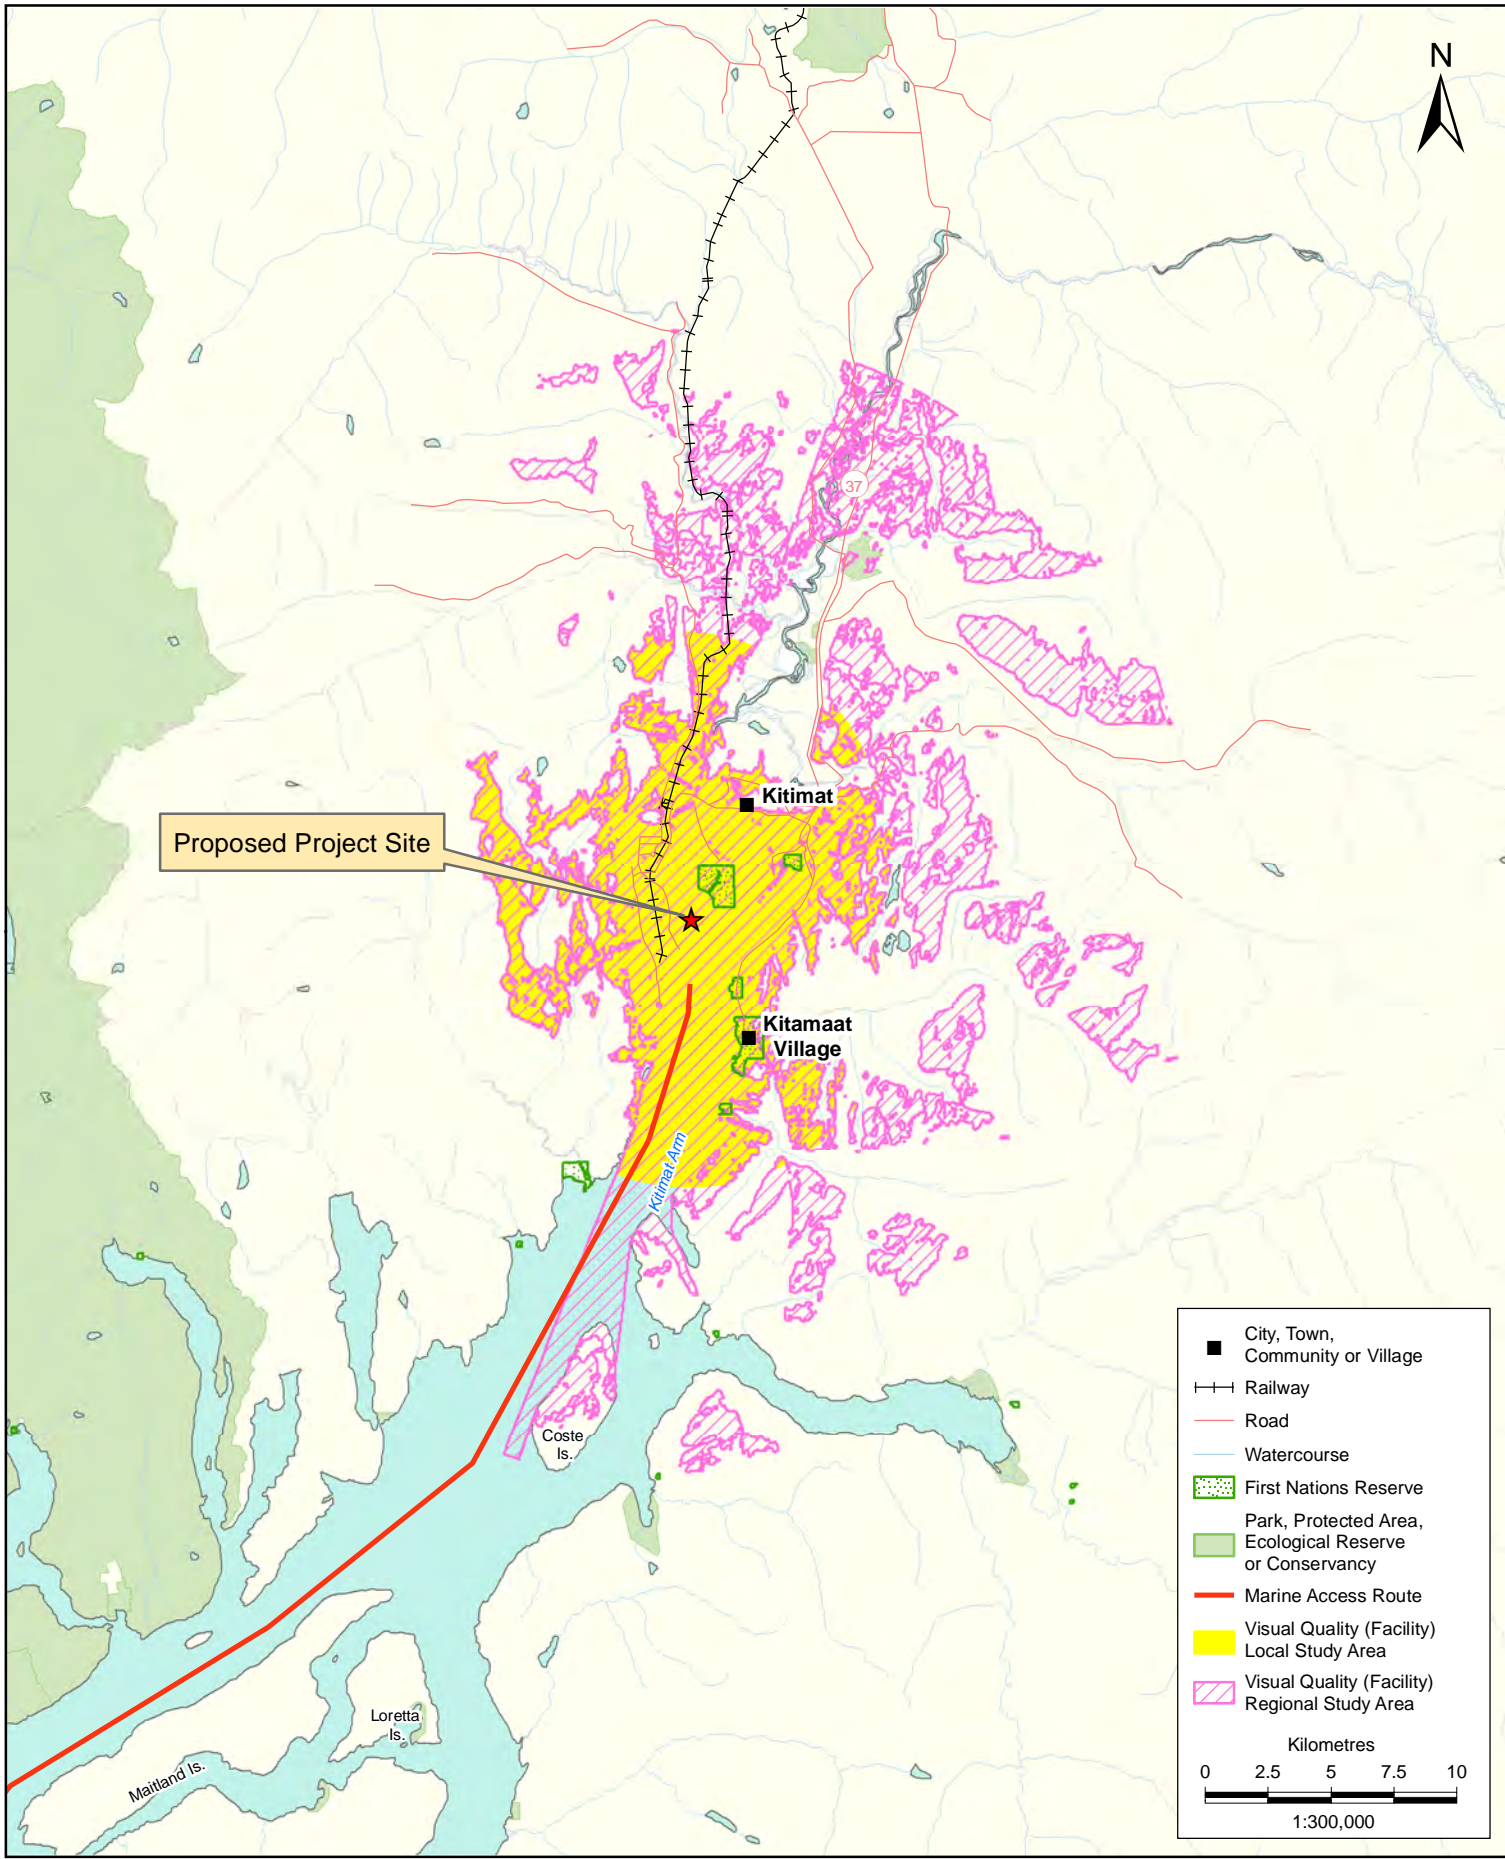 N
37
Kitimat
Proposed Project Site
Kitamaat
Village
Kitimat Arm
Coste
Is.
Loretta
Is.
Maitland Is.
City, Town,
Community or Village
Railway
Road
Watercourse
First Nations Reserve
Park, Protected Area,
Ecological Reserve
or Conservancy
Marine Access Route
Visual Quality (Facility)
Local Study Area
Visual Quality (Facility)
Regional Study Area
Kilometres
0 2.5 5 7.5 10
1:300,000